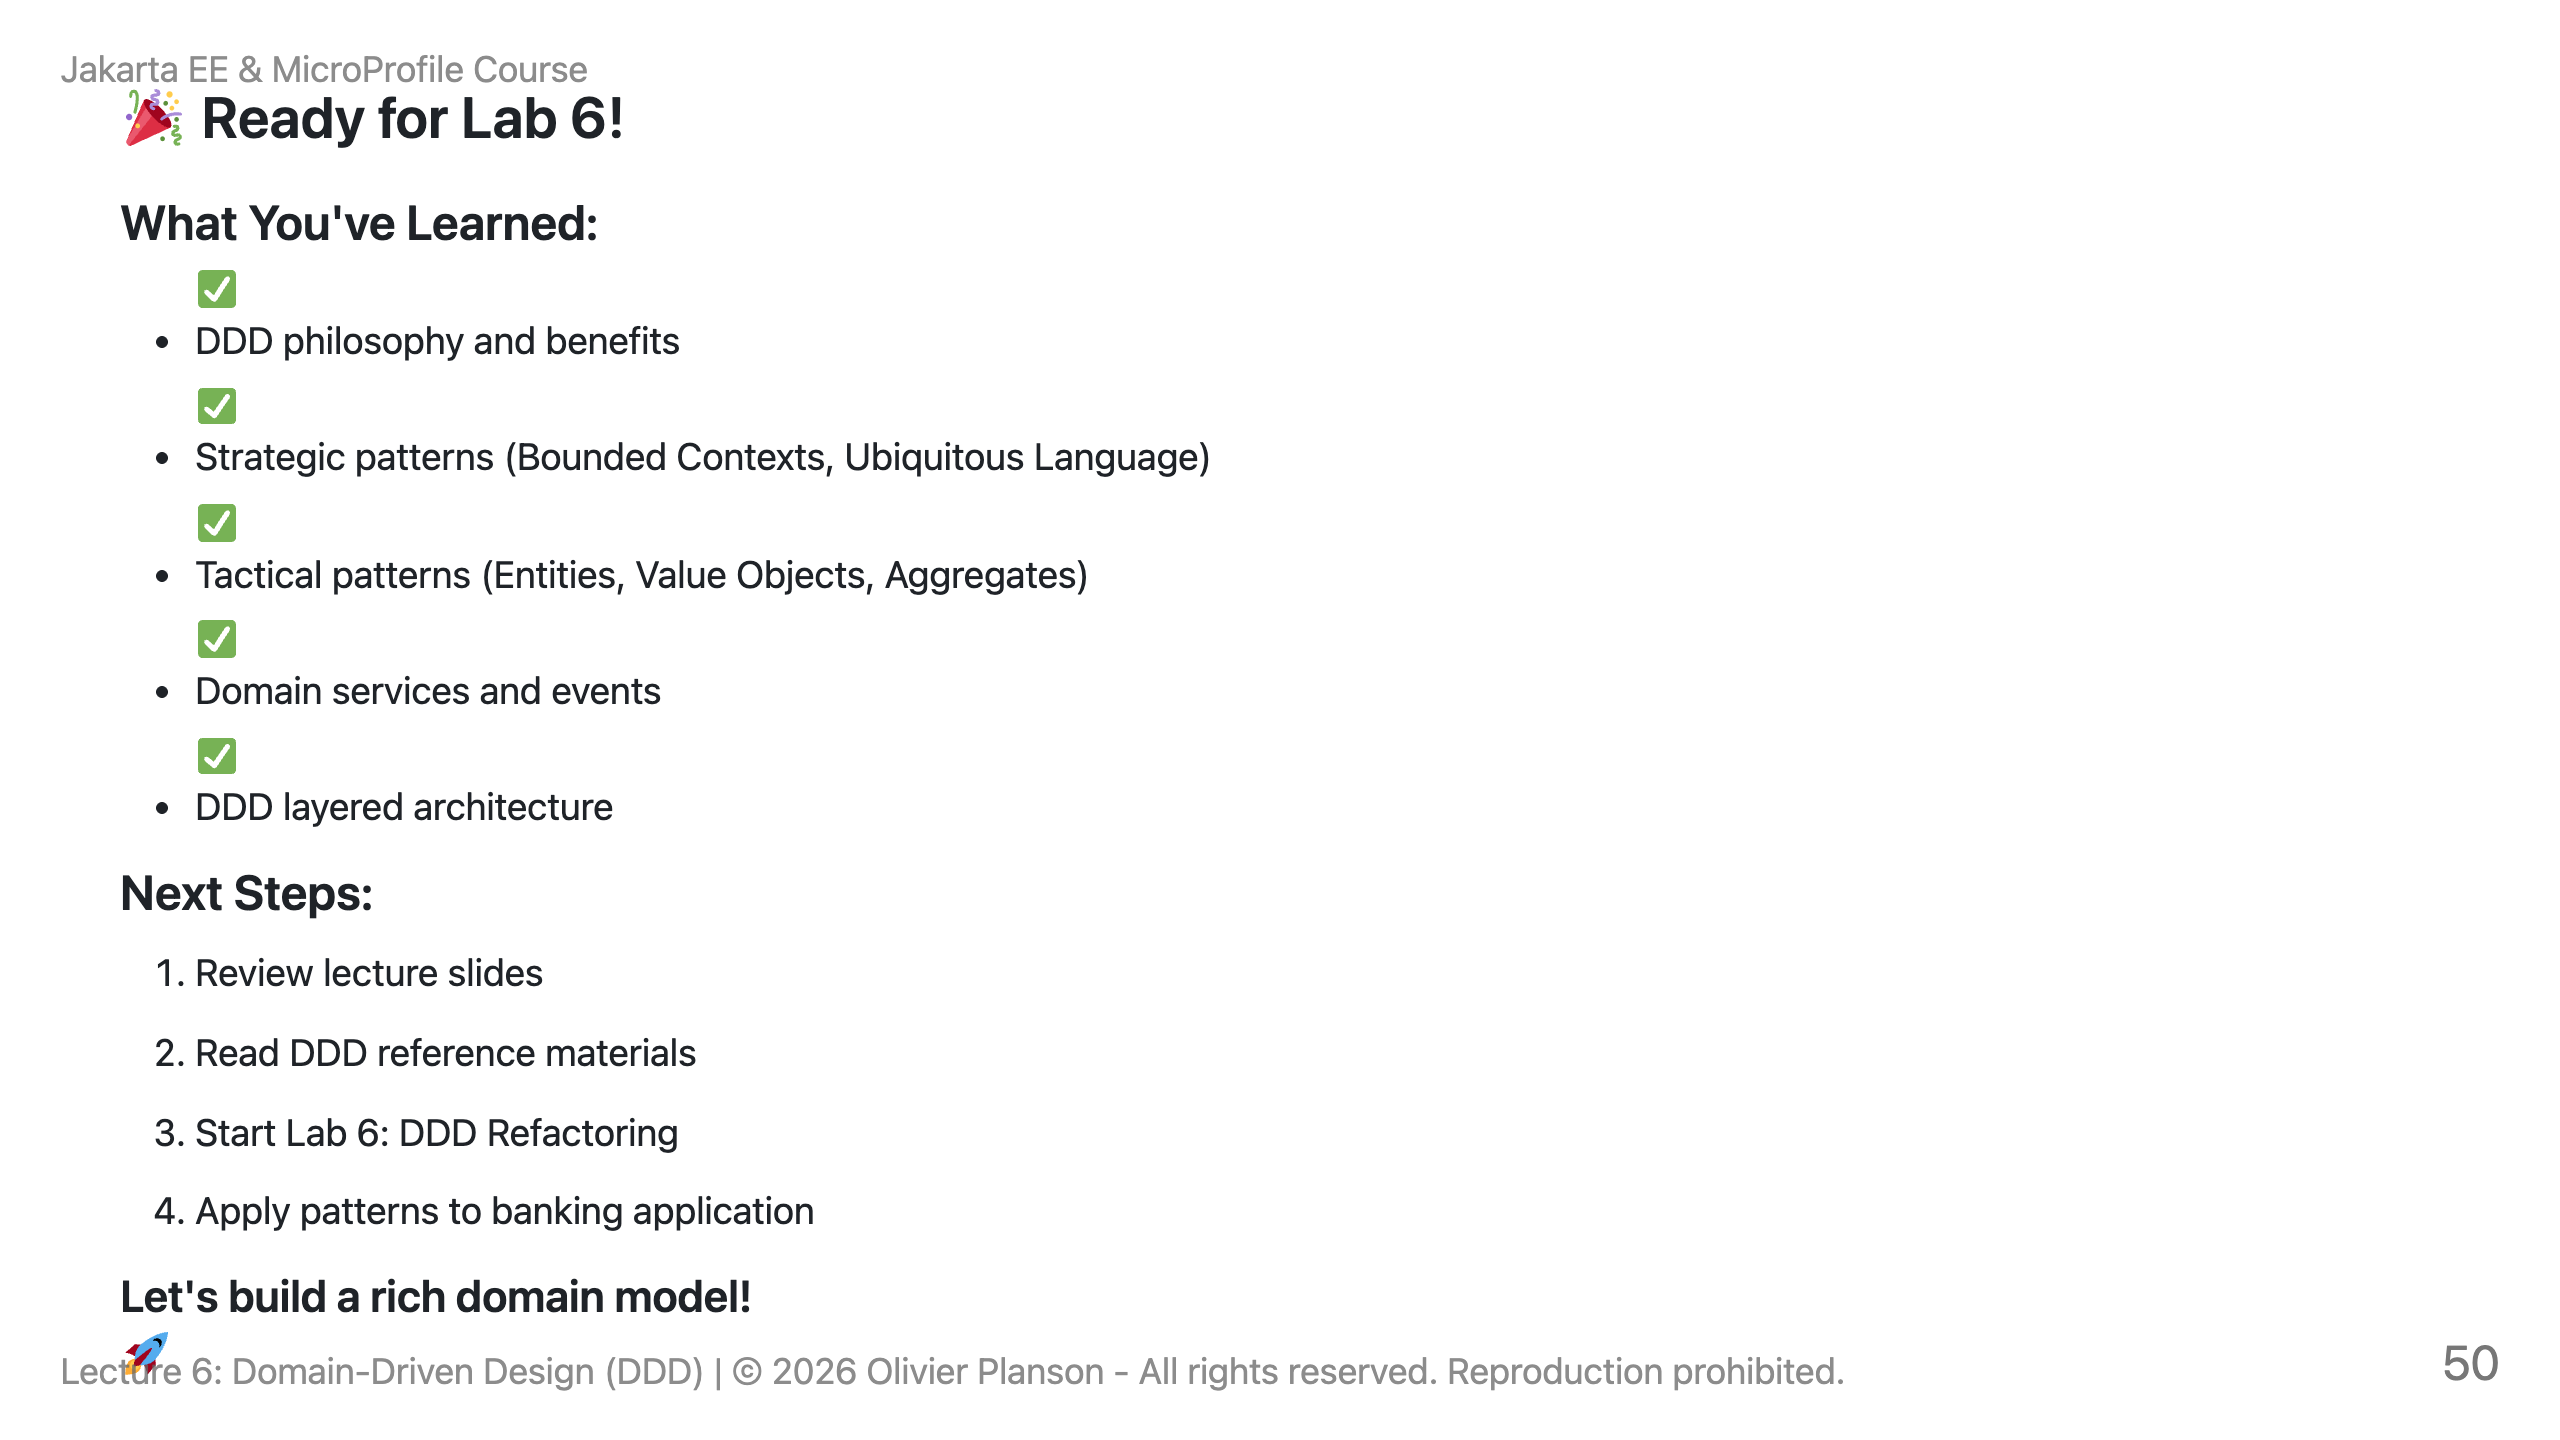 Jakarta EE & MicroProfile Course
🎉 Ready for Lab 6!
What You've Learned:
✅
• DDD philosophy and benefits
✅
• Strategic patterns (Bounded Contexts, Ubiquitous Language)
✅
• Tactical patterns (Entities, Value Objects, Aggregates)
✅
• Domain services and events
✅
• DDD layered architecture
Next Steps:
1. Review lecture slides
2. Read DDD reference materials
3. Start Lab 6: DDD Refactoring
4. Apply patterns to banking application
Let's build a rich domain model!
🚀
Lecture 6: Domain-Driven Design (DDD) | © 2026 Olivier Planson - All rights reserved. Reproduction prohibited.
50